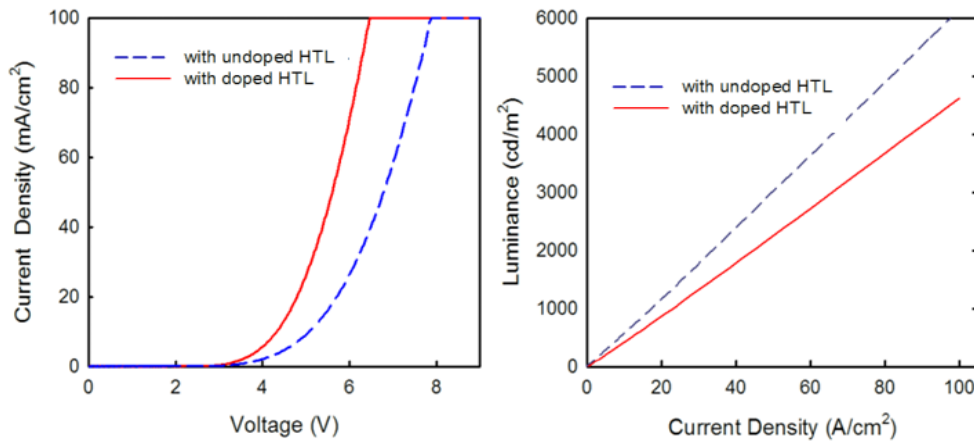 100
80
60
40
20
0
Current Density (mA/cm²)
with undoped HTL
with doped HTL
0 2 4 6 8
Voltage (V)
6000
5000
4000
3000
2000
1000
0
Luminance (cd/m²)
with undoped HTL
with doped HTL
0 20 40 60 80 100
Current Density (A/cm²)